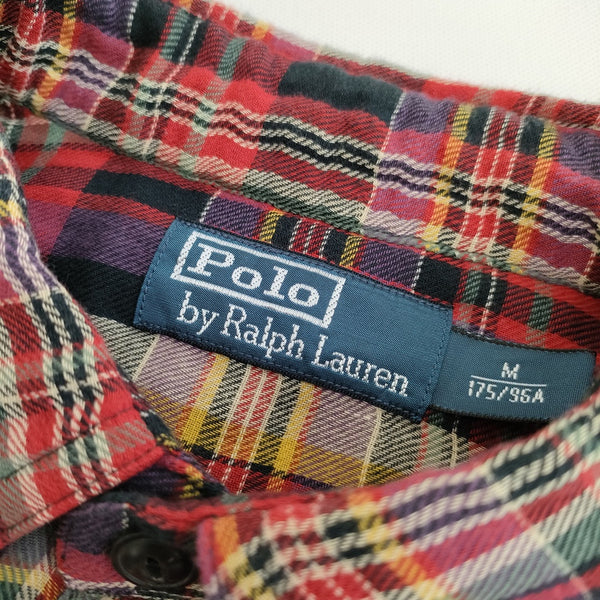 Polo
by Ralph Lauren
M
175/96A